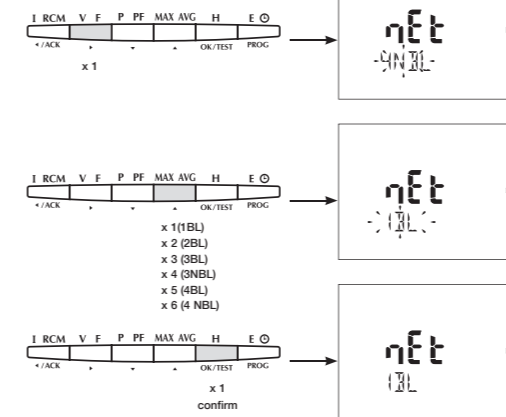 I RCM V F P PF MAX AVG H E
/ACK OK/TEST PROG
x 1
nEt
4NBL
I RCM V F P PF MAX AVG H E
/ACK OK/TEST PROG
x 1(1BL)
x 2 (2BL)
x 3 (3BL)
x 4 (3NBL)
x 5 (4BL)
x 6 (4 NBL)
nEt
1BL
I RCM V F P PF MAX AVG H E
/ACK OK/TEST PROG
x 1
confirm
nEt
1BL